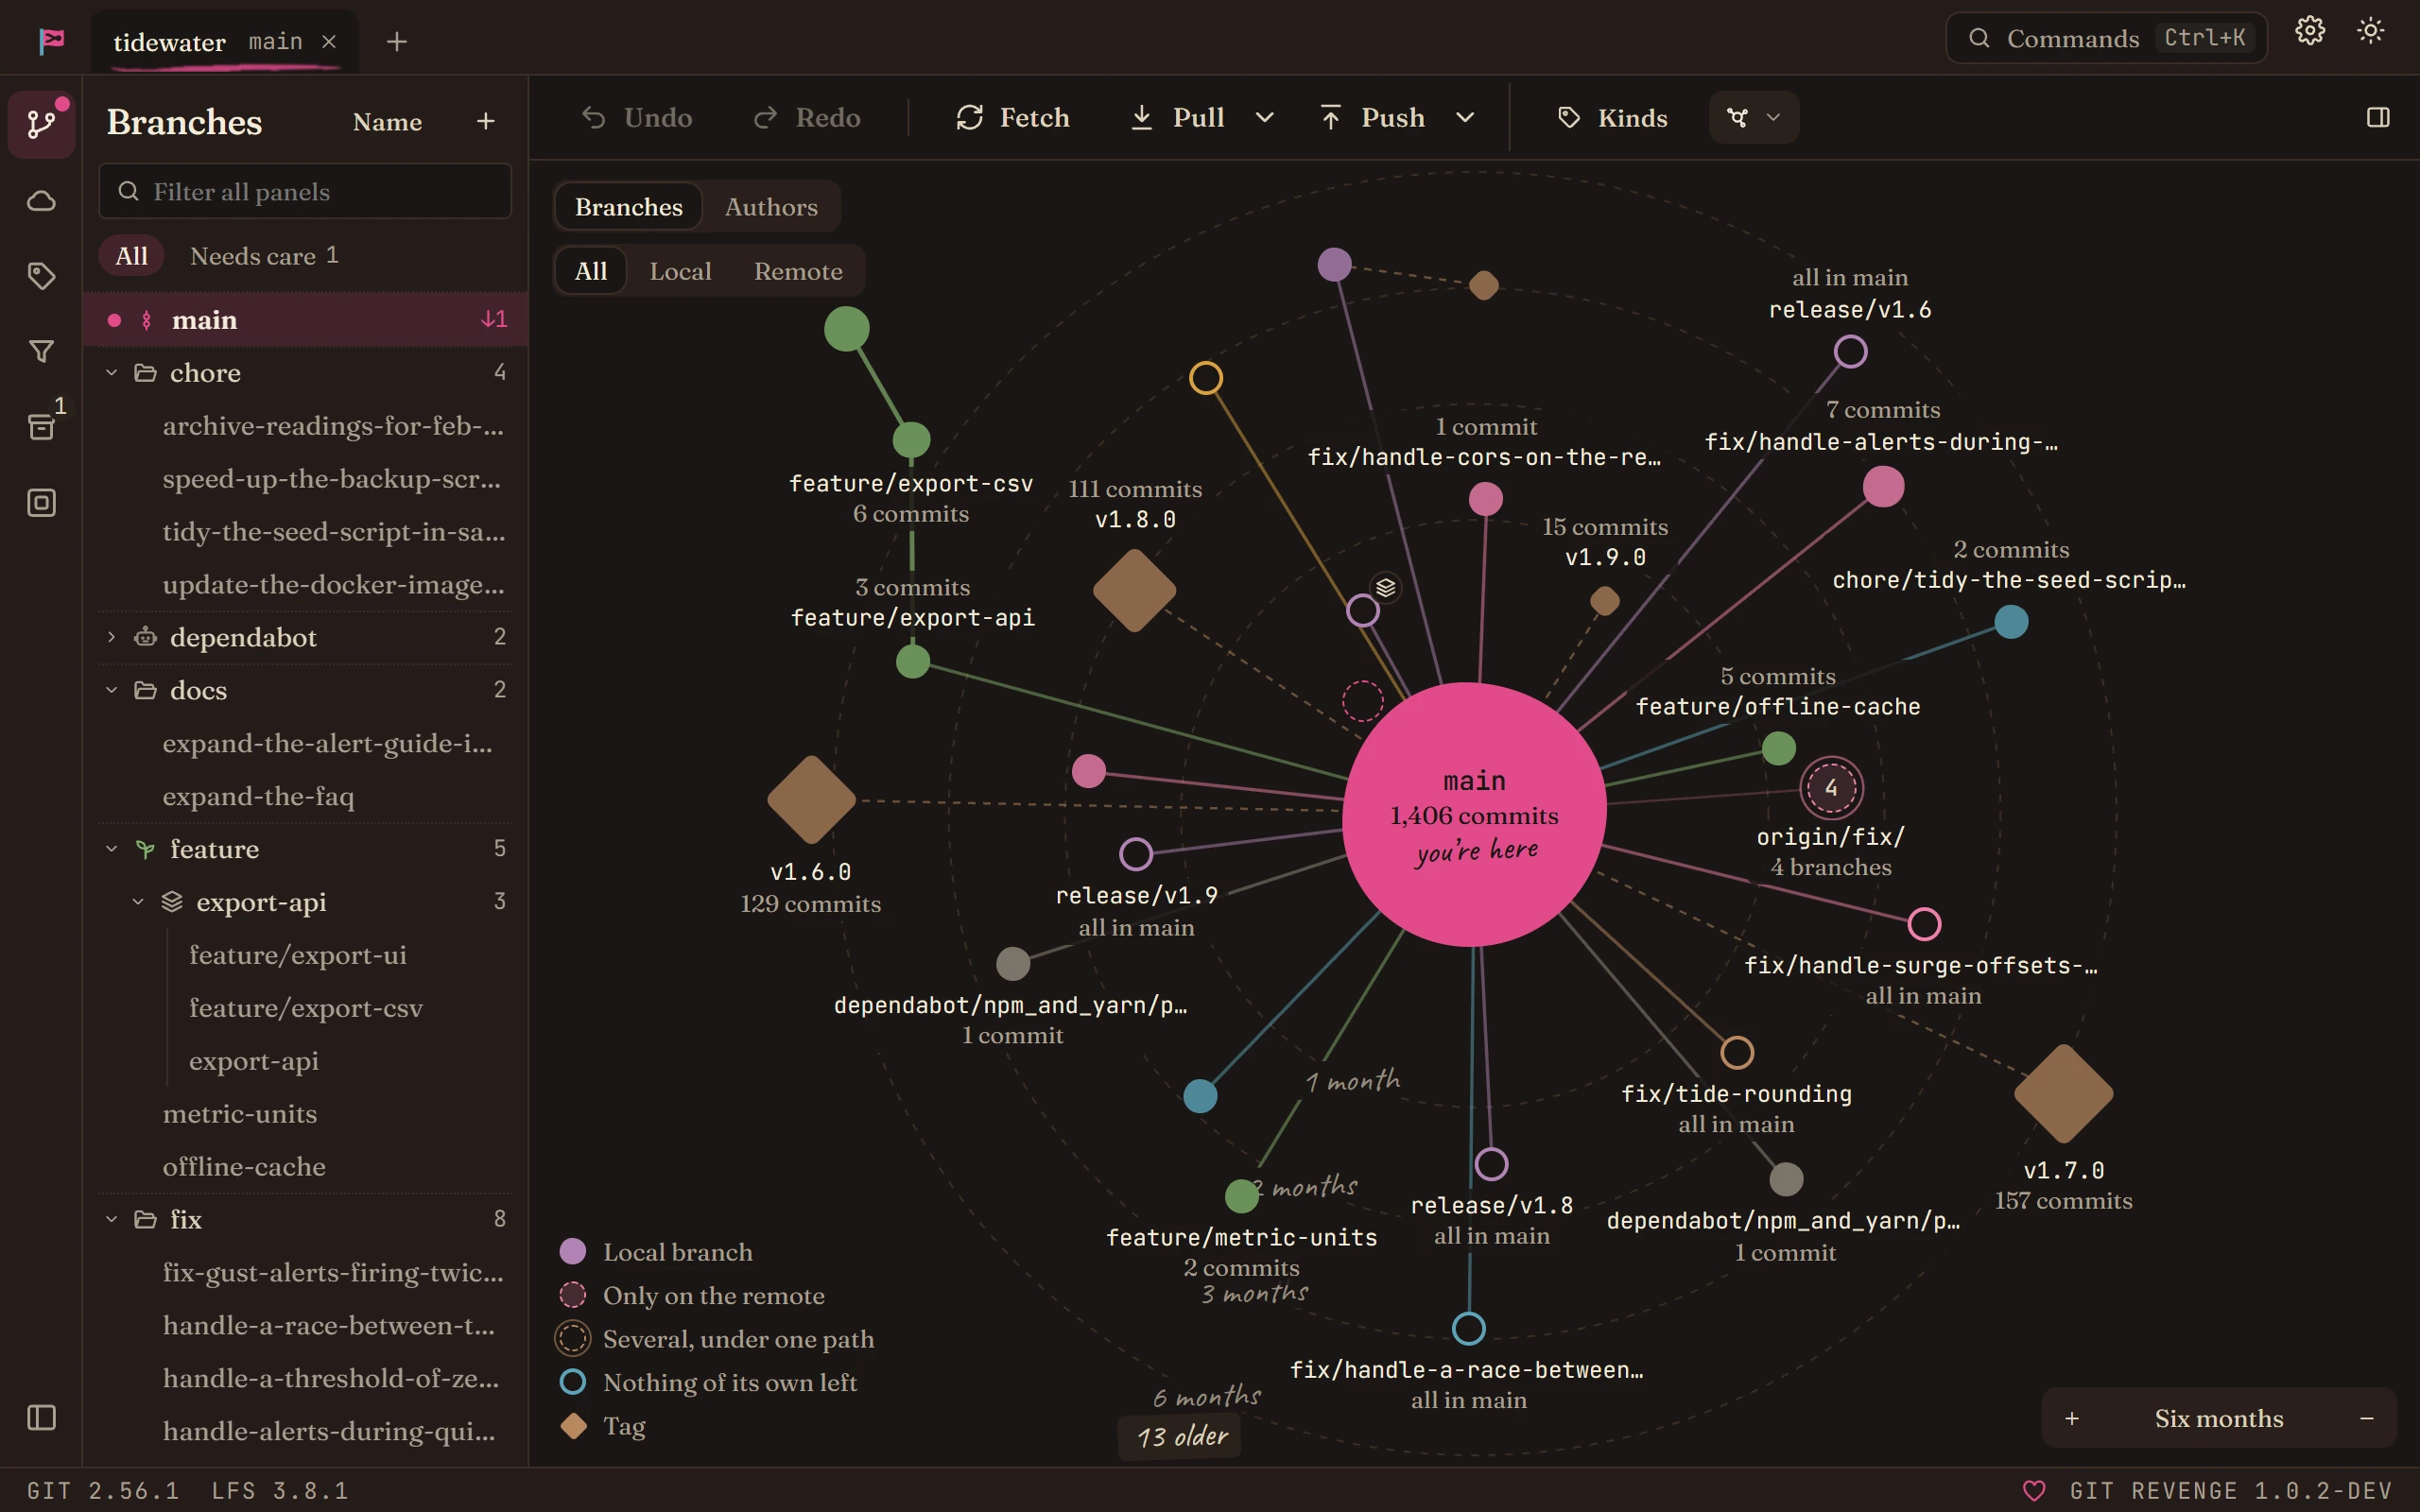 tidewater main
Commands Ctrl+K
Branches Name
Filter all panels
All Needs care 1
main ↓1
chore 4
archive-readings-for-feb-…
speed-up-the-backup-scr…
tidy-the-seed-script-in-sa…
update-the-docker-image…
dependabot 2
docs 2
expand-the-alert-guide-i…
expand-the-faq
feature 5
export-api 3
feature/export-ui
feature/export-csv
export-api
metric-units
offline-cache
fix 8
fix-gust-alerts-firing-twic…
handle-a-race-between-t…
handle-a-threshold-of-ze…
handle-alerts-during-qui…
1
Undo Redo Fetch Pull Push Kinds
Branches Authors
All Local Remote
all in main
release/v1.6
7 commits
fix/handle-alerts-during-…
1 commit
fix/handle-cors-on-the-re…
feature/export-csv
6 commits
111 commits
v1.8.0
15 commits
v1.9.0
2 commits
chore/tidy-the-seed-scrip…
3 commits
feature/export-api
5 commits
feature/offline-cache
main
1,406 commits
you're here
4
origin/fix/
4 branches
v1.6.0
129 commits
release/v1.9
all in main
fix/handle-surge-offsets-…
all in main
dependabot/npm_and_yarn/p…
1 commit
1 month
fix/tide-rounding
all in main
v1.7.0
157 commits
2 months
release/v1.8
all in main
dependabot/npm_and_yarn/p…
1 commit
feature/metric-units
2 commits
3 months
fix/handle-a-race-between…
all in main
6 months
13 older
Local branch
Only on the remote
Several, under one path
Nothing of its own left
Tag
+ Six months −
GIT 2.56.1 LFS 3.8.1
GIT REVENGE 1.0.2-DEV